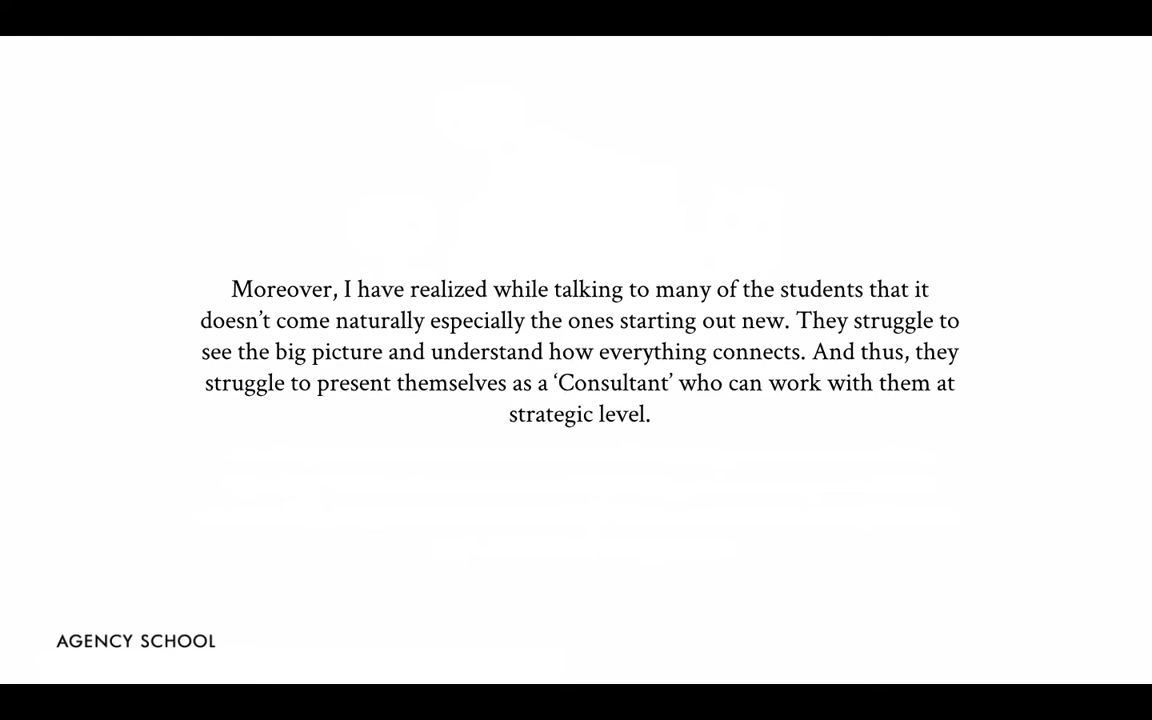 Moreover, I have realized while talking to many of the students that it
doesn’t come naturally especially the ones starting out new. They struggle to
see the big picture and understand how everything connects. And thus, they
struggle to present themselves as a ‘Consultant’ who can work with them at
strategic level.
AGENCY SCHOOL